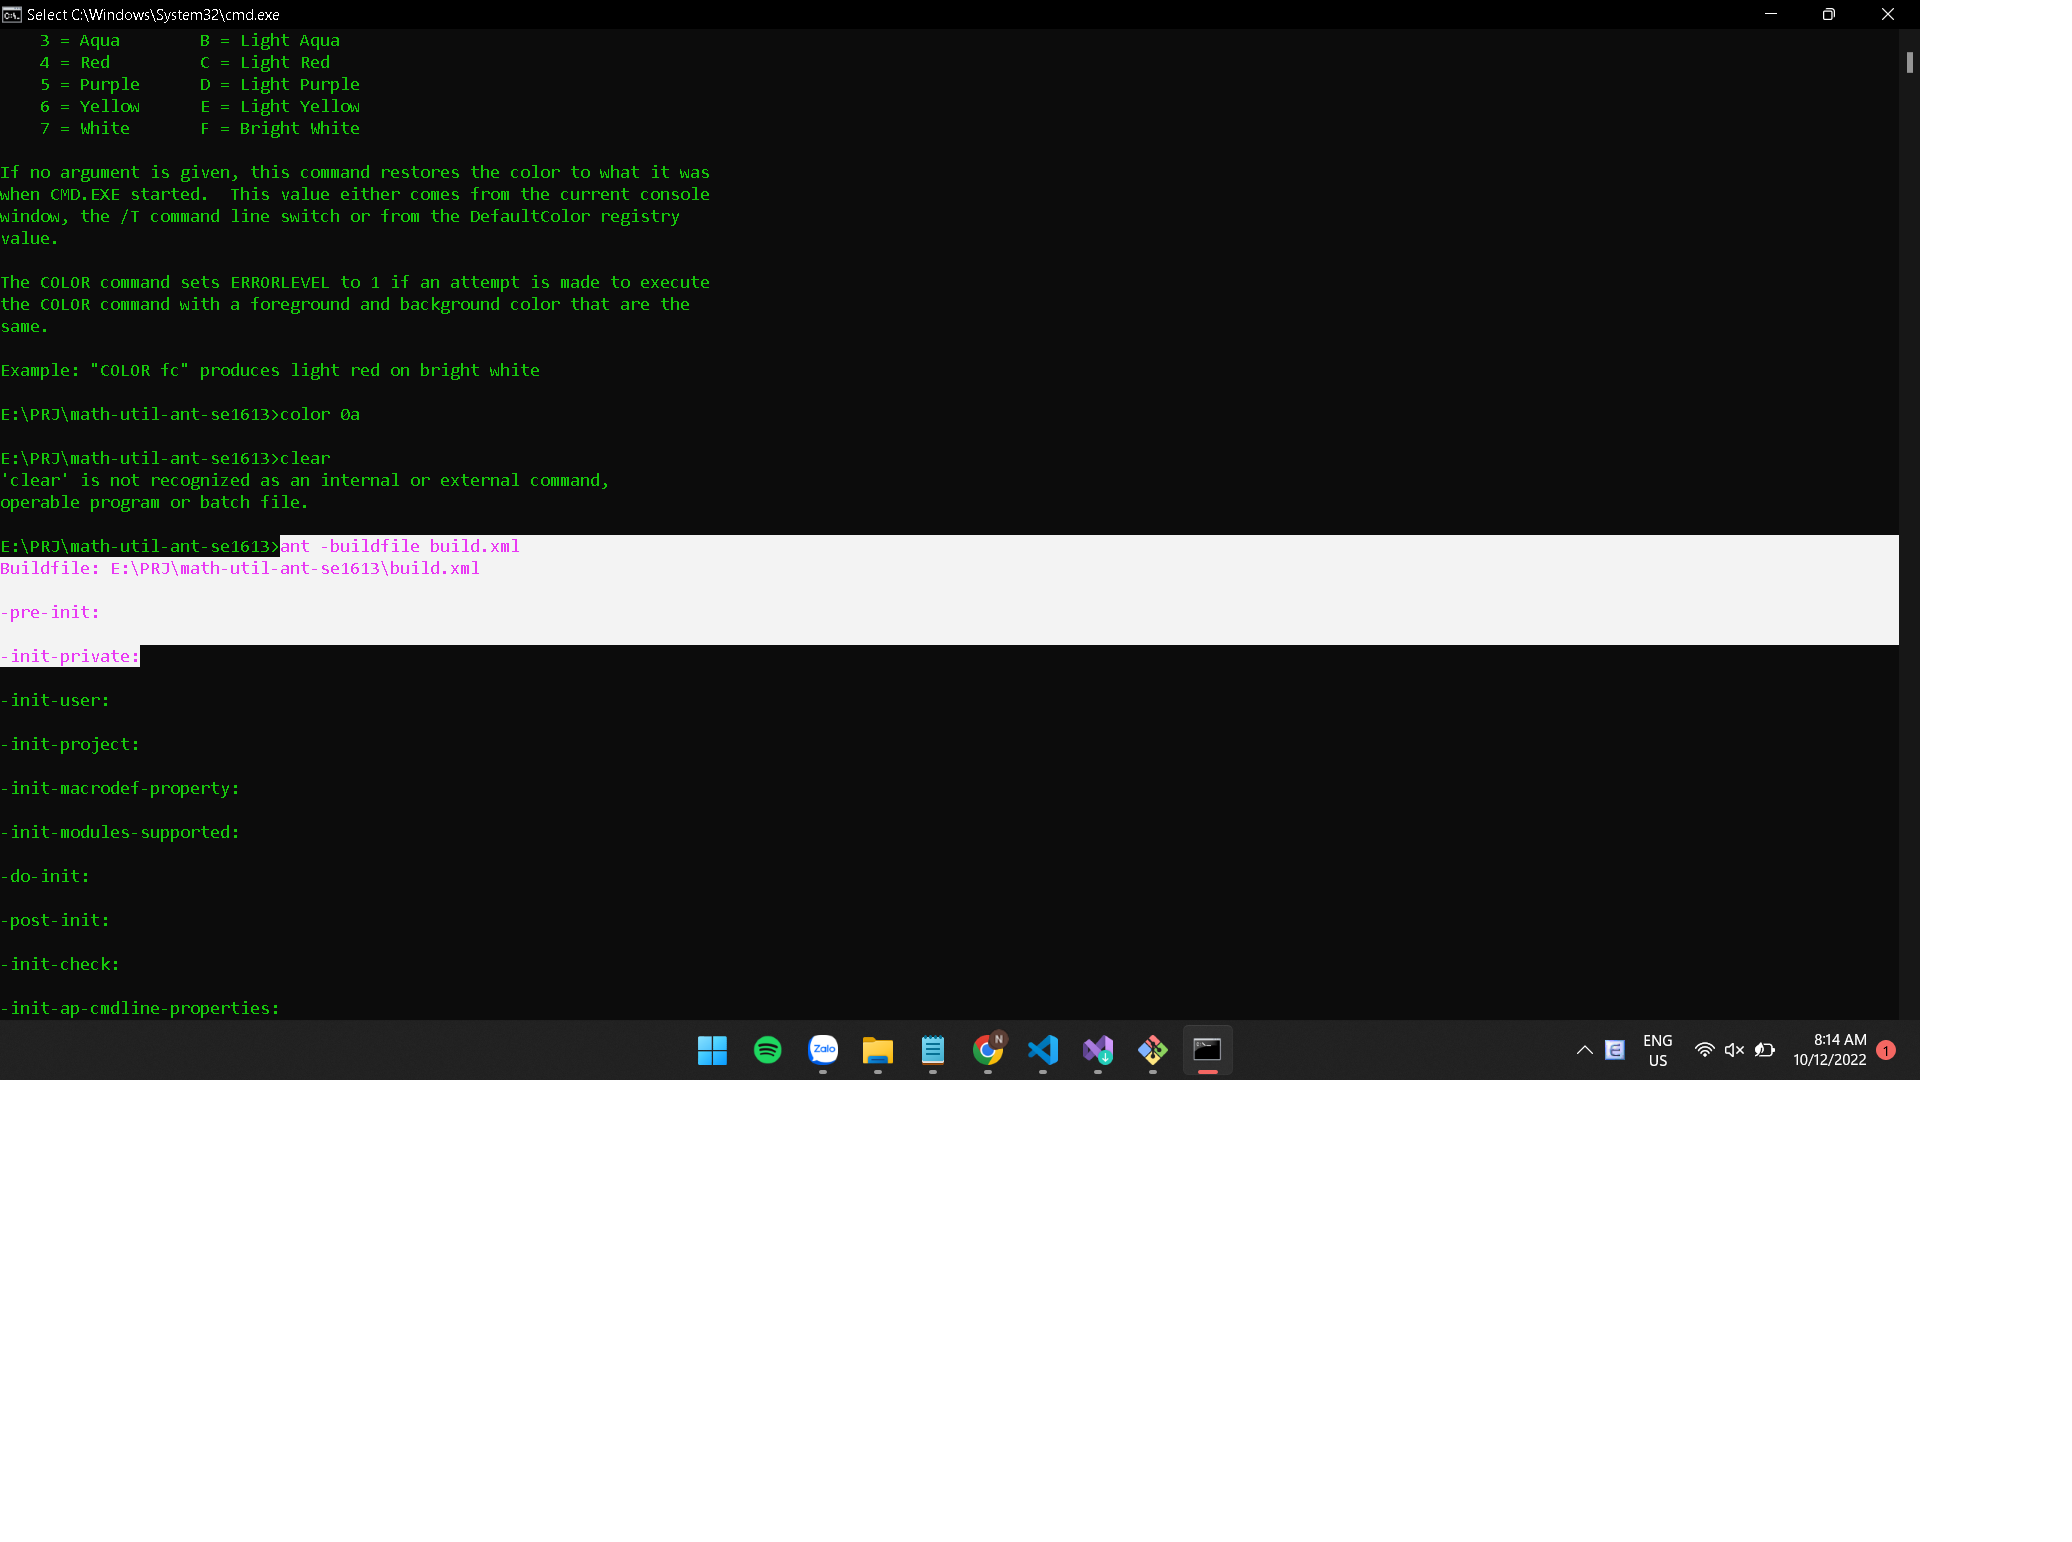 Select C:\Windows\System32\cmd.exe
    3 = Aqua        B = Light Aqua
    4 = Red         C = Light Red
    5 = Purple      D = Light Purple
    6 = Yellow      E = Light Yellow
    7 = White       F = Bright White
If no argument is given, this command restores the color to what it was
when CMD.EXE started.  This value either comes from the current console
window, the /T command line switch or from the DefaultColor registry
value.
The COLOR command sets ERRORLEVEL to 1 if an attempt is made to execute
the COLOR command with a foreground and background color that are the
same.
Example: "COLOR fc" produces light red on bright white
E:\PRJ\math-util-ant-se1613>color 0a
E:\PRJ\math-util-ant-se1613>clear
'clear' is not recognized as an internal or external command,
operable program or batch file.
E:\PRJ\math-util-ant-se1613>ant -buildfile build.xml
Buildfile: E:\PRJ\math-util-ant-se1613\build.xml
-pre-init:
-init-private:
-init-user:
-init-project:
-init-macrodef-property:
-init-modules-supported:
-do-init:
-post-init:
-init-check:
-init-ap-cmdline-properties:
Zalo
N
E
ENG
US
8:14 AM
10/12/2022
1